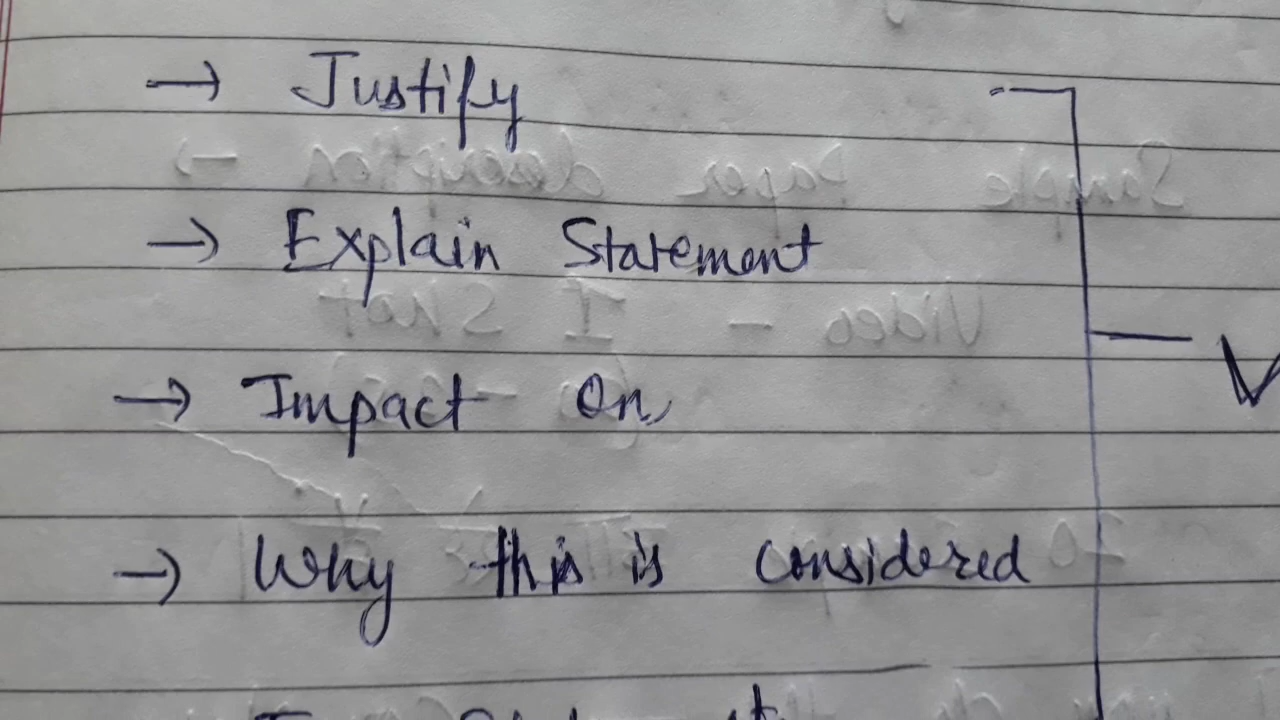 → Justify
→ Explain Statement
→ Impact On
→ Why this is considered